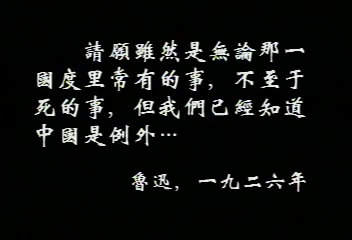 請願雖然是無論那一
國度里常有的事，不至于
死的事，但我們已經知道
中國是例外…
魯迅，一九二六年